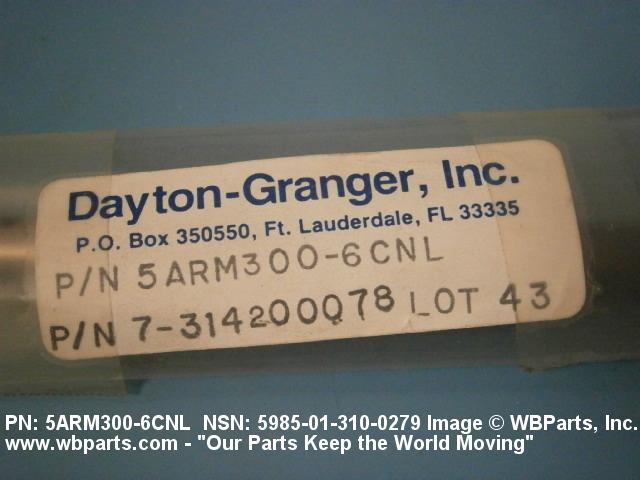 Dayton-Granger, Inc.
P.O. Box 350550, Ft. Lauderdale, FL 33335
P/N 5ARM300-6CNL
P/N 7-314200078 LOT 43
PN: 5ARM300-6CNL  NSN: 5985-01-310-0279 Image © WBParts, Inc.
www.wbparts.com - "Our Parts Keep the World Moving"